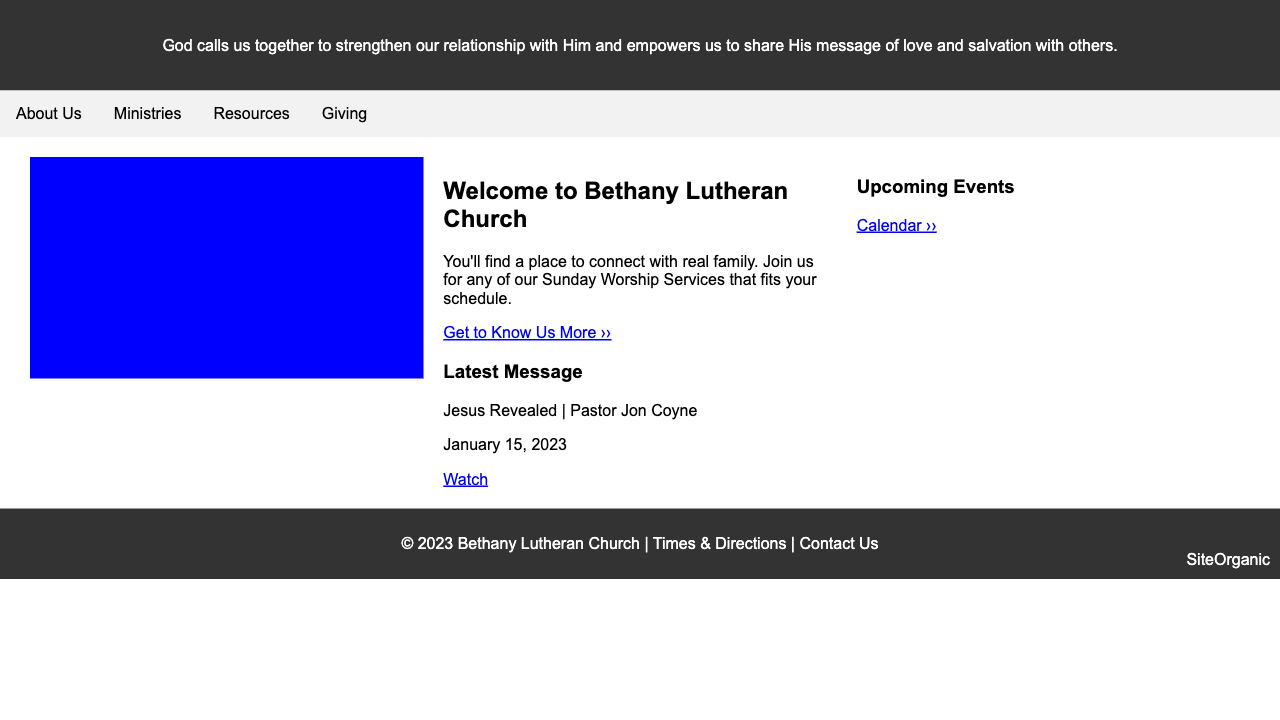 God calls us together to strengthen our relationship with Him and empowers us to share His message of love and salvation with others.
About Us Ministries Resources Giving
Welcome to Bethany Lutheran
Church
You'll find a place to connect with real family. Join us
for any of our Sunday Worship Services that fits your
schedule.
Get to Know Us More ››
Latest Message
Jesus Revealed | Pastor Jon Coyne
January 15, 2023
Watch
Upcoming Events
Calendar ››
© 2023 Bethany Lutheran Church | Times & Directions | Contact Us
SiteOrganic